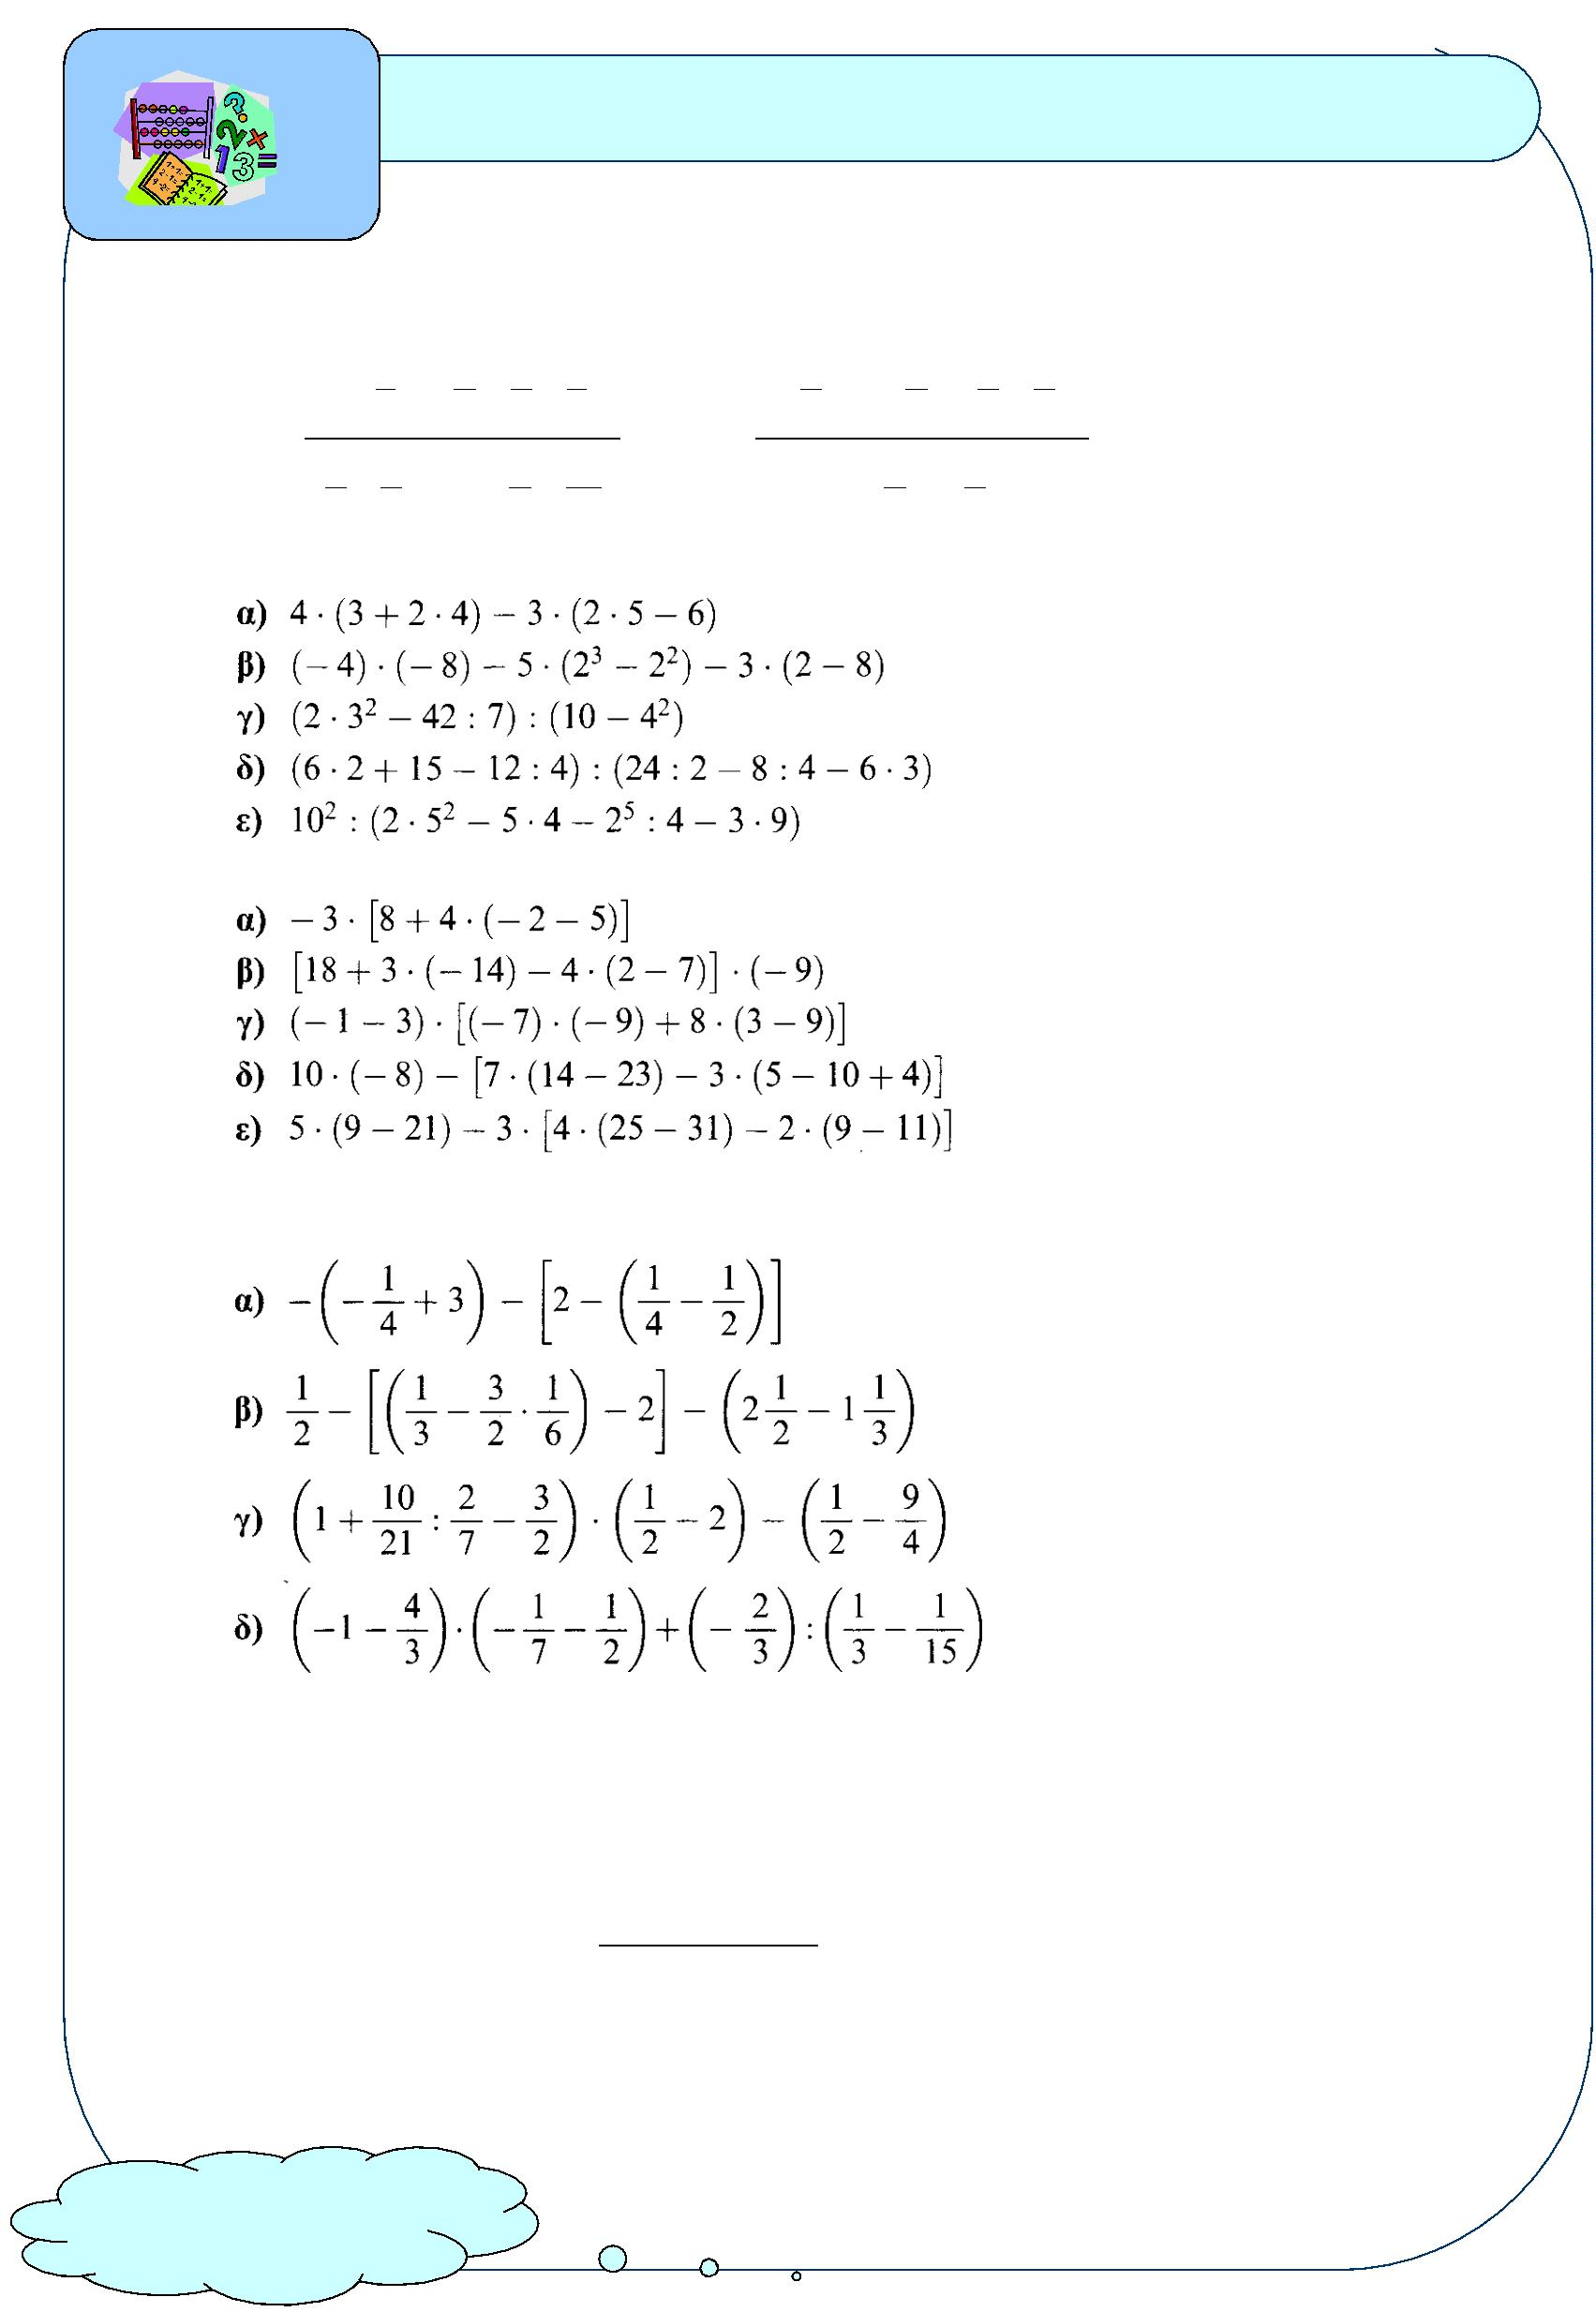 α) 4 · (3 + 2 · 4) − 3 · (2 · 5 − 6)
β) (− 4) · (− 8) − 5 · (2³ − 2²) − 3 · (2 − 8)
γ) (2 · 3² − 42 : 7) : (10 − 4²)
δ) (6 · 2 + 15 − 12 : 4) : (24 : 2 − 8 : 4 − 6 · 3)
ε) 10² : (2 · 5² − 5 · 4 − 2⁵ : 4 − 3 · 9)
α) − 3 · [8 + 4 · (− 2 − 5)]
β) [18 + 3 · (− 14) − 4 · (2 − 7)] · (− 9)
γ) (− 1 − 3) · [(− 7) · (− 9) + 8 · (3 − 9)]
δ) 10 · (− 8) − [7 · (14 − 23) − 3 · (5 − 10 + 4)]
ε) 5 · (9 − 21) − 3 · [4 · (25 − 31) − 2 · (9 − 11)]
α) −(−1/4 + 3) − [2 − (1/4 − 1/2)]
β) 1/2 − [(1/3 − 3/2 · 1/6) − 2] − (2 1/2 − 1 1/3)
γ) (1 + 10/21 : 2/7 − 3/2) · (1/2 − 2) − (1/2 − 9/4)
δ) (−1 − 4/3) · (−1/7 − 1/2) + (− 2/3) : (1/3 − 1/15)